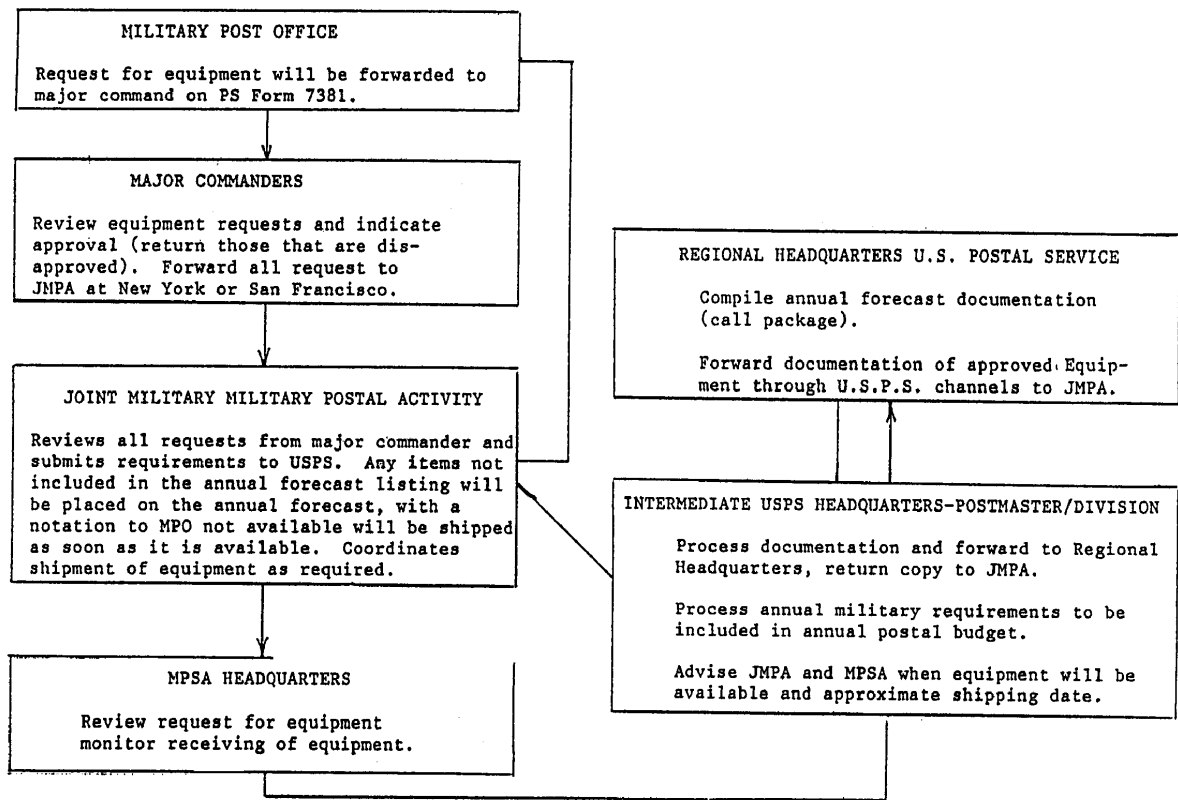 MILITARY POST OFFICE
Request for equipment will be forwarded to
major command on PS Form 7381.
MAJOR COMMANDERS
Review equipment requests and indicate
approval (return those that are dis-
approved). Forward all request to
JMPA at New York or San Francisco.
JOINT MILITARY MILITARY POSTAL ACTIVITY
Reviews all requests from major commander and
submits requirements to USPS. Any items not
included in the annual forecast listing will
be placed on the annual forecast, with a
notation to MPO not available will be shipped
as soon as it is available. Coordinates
shipment of equipment as required.
MPSA HEADQUARTERS
Review request for equipment
monitor receiving of equipment.
REGIONAL HEADQUARTERS U.S. POSTAL SERVICE
Compile annual forecast documentation
(call package).
Forward documentation of approved Equip-
ment through U.S.P.S. channels to JMPA.
INTERMEDIATE USPS HEADQUARTERS-POSTMASTER/DIVISION
Process documentation and forward to Regional
Headquarters, return copy to JMPA.
Process annual military requirements to be
included in annual postal budget.
Advise JMPA and MPSA when equipment will be
available and approximate shipping date.